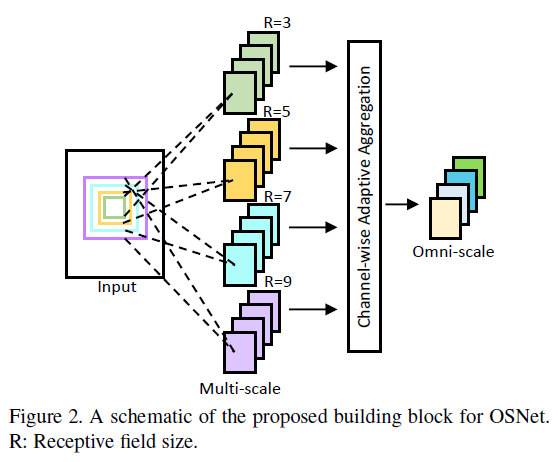 R=3
R=5
R=7
R=9
Input
Multi-scale
Channel-wise Adaptive Aggregation
Omni-scale
Figure 2. A schematic of the proposed building block for OSNet.
R: Receptive field size.